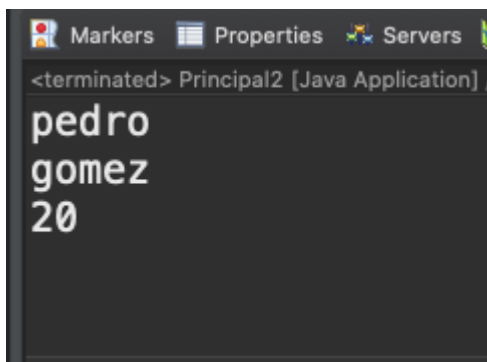 Markers Properties Servers
<terminated> Principal2 [Java Application]
pedro
gomez
20